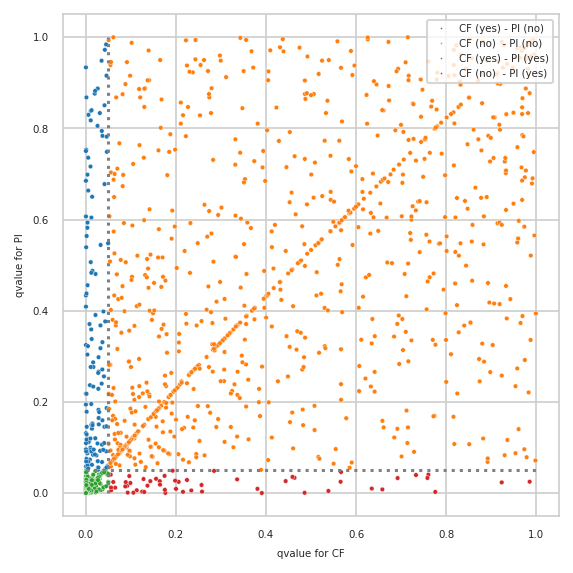 CF (yes) - PI (no)
CF (no) - PI (no)
CF (yes) - PI (yes)
CF (no) - PI (yes)
1.0
0.8
0.6
0.4
0.2
0.0
qvalue for PI
0.0 0.2 0.4 0.6 0.8 1.0
qvalue for CF